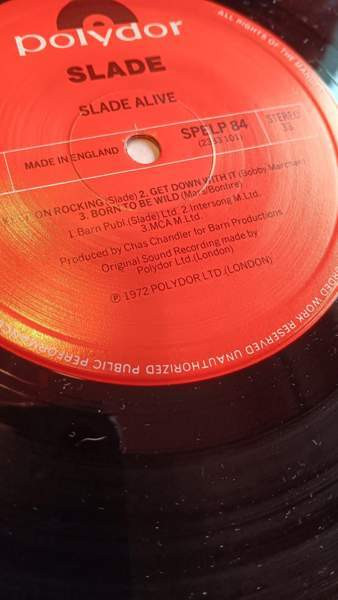 polydor
ALL RIGHTS OF THE
SLADE
SLADE ALIVE
MADE IN ENGLAND
SPELP 84
(2383 101)
STEREO
33
ON ROCKING (Slade) 2. GET DOWN WITH IT (Bobby Marchan)
3. BORN TO BE WILD (Mars/Bonfire)
1. Barn Publ. (Slade) Ltd. 2. Intersong M.Ltd.
3. MCA M.Ltd.
Produced by Chas Chandler for Barn Productions
Original Sound Recording made by
Polydor Ltd. (London)
Ⓟ 1972 POLYDOR LTD. (LONDON)
WORK RESERVED UNAUTHORIZED PUBLIC